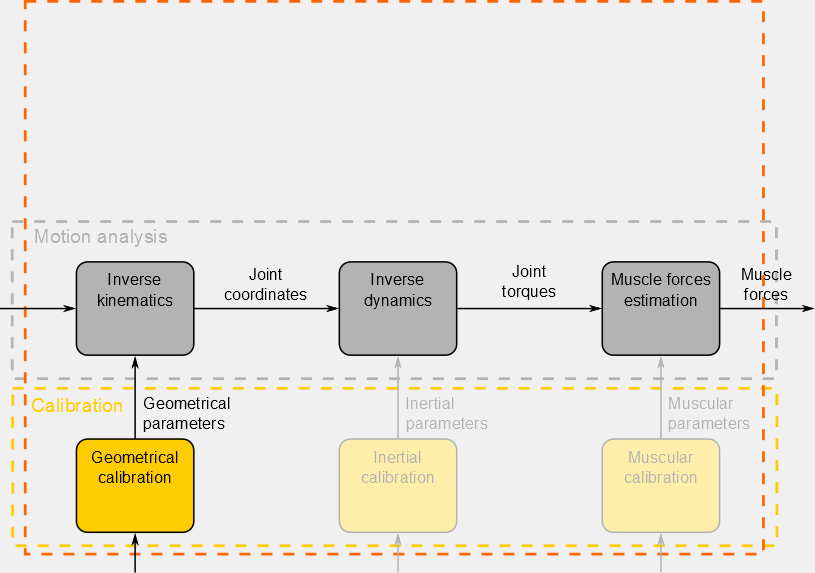 Motion analysis
Inverse
kinematics
Joint
coordinates
Inverse
dynamics
Joint
torques
Muscle forces
estimation
Muscle
forces
Calibration
Geometrical
parameters
Inertial
parameters
Muscular
parameters
Geometrical
calibration
Inertial
calibration
Muscular
calibration